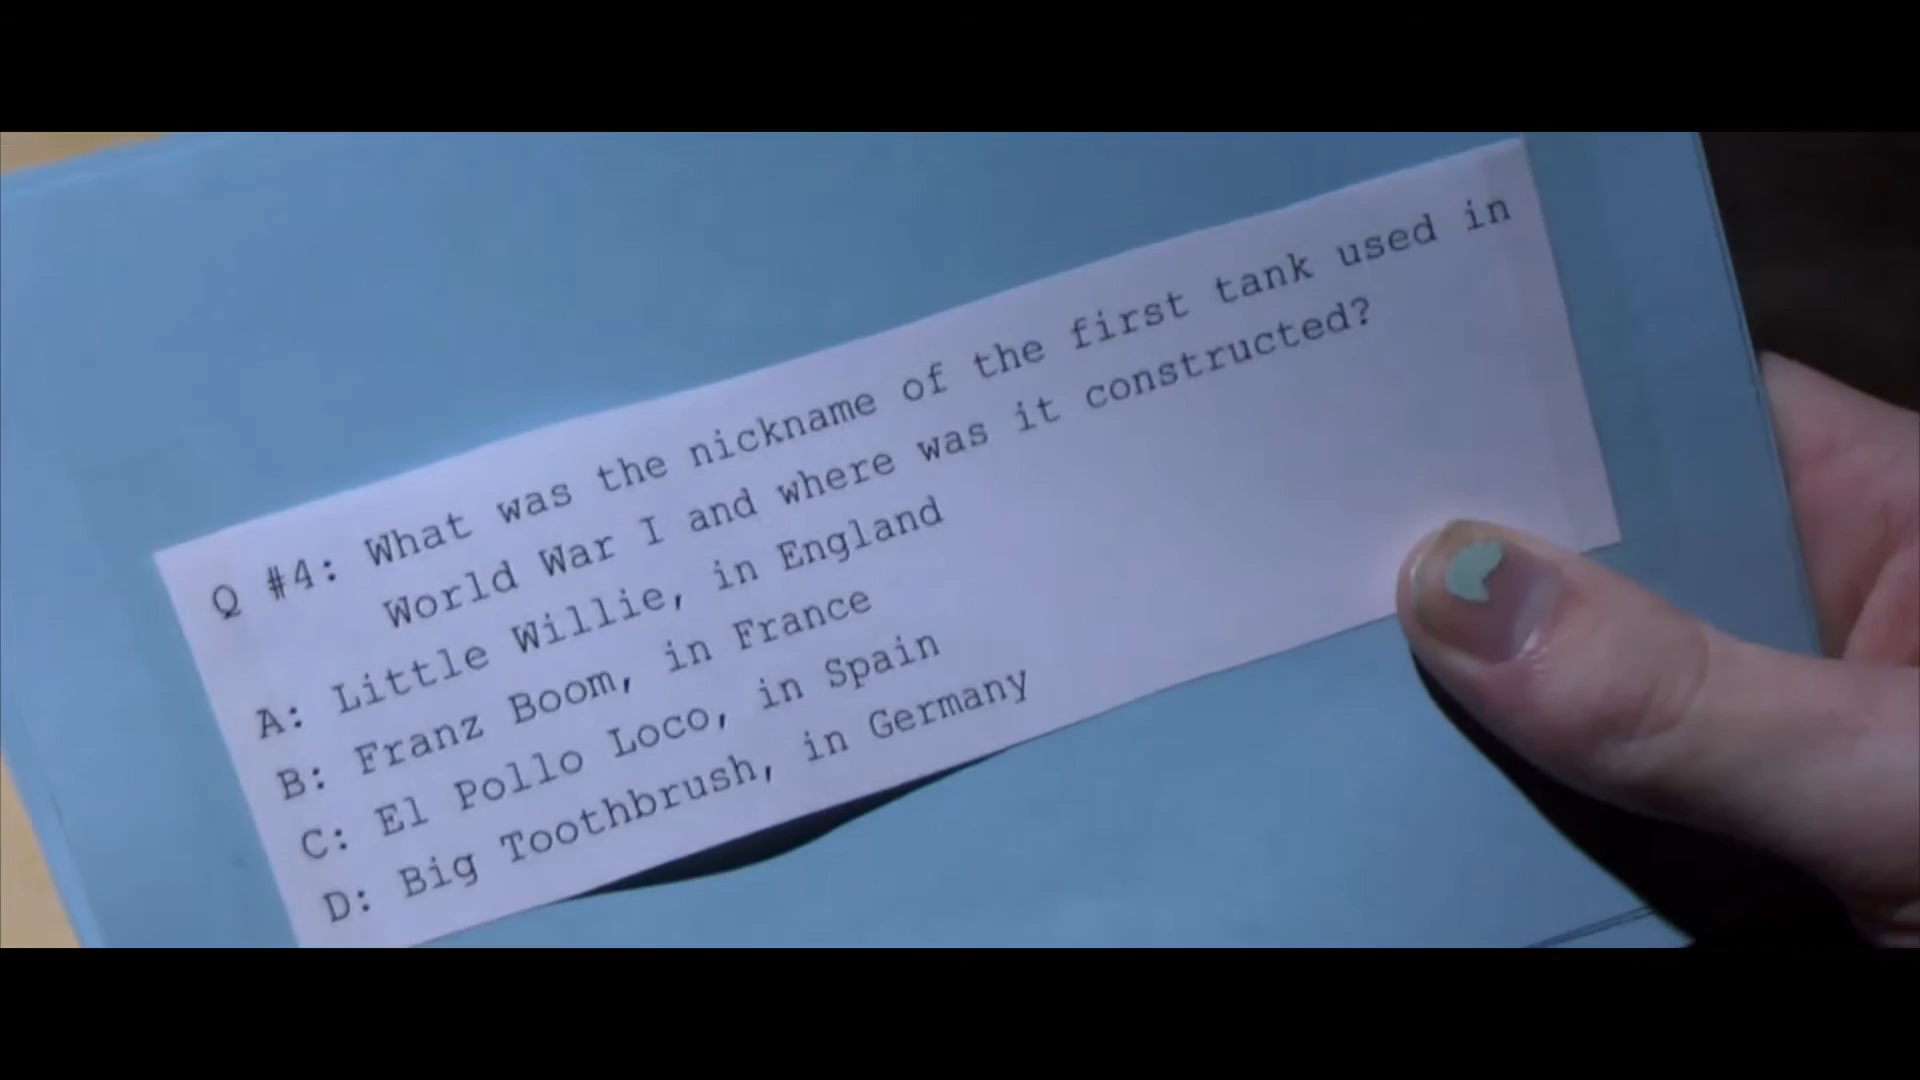 Q #4: What was the nickname of the first tank used in
World War I and where was it constructed?
A: Little Willie, in England
B: Franz Boom, in France
C: El Pollo Loco, in Spain
D: Big Toothbrush, in Germany